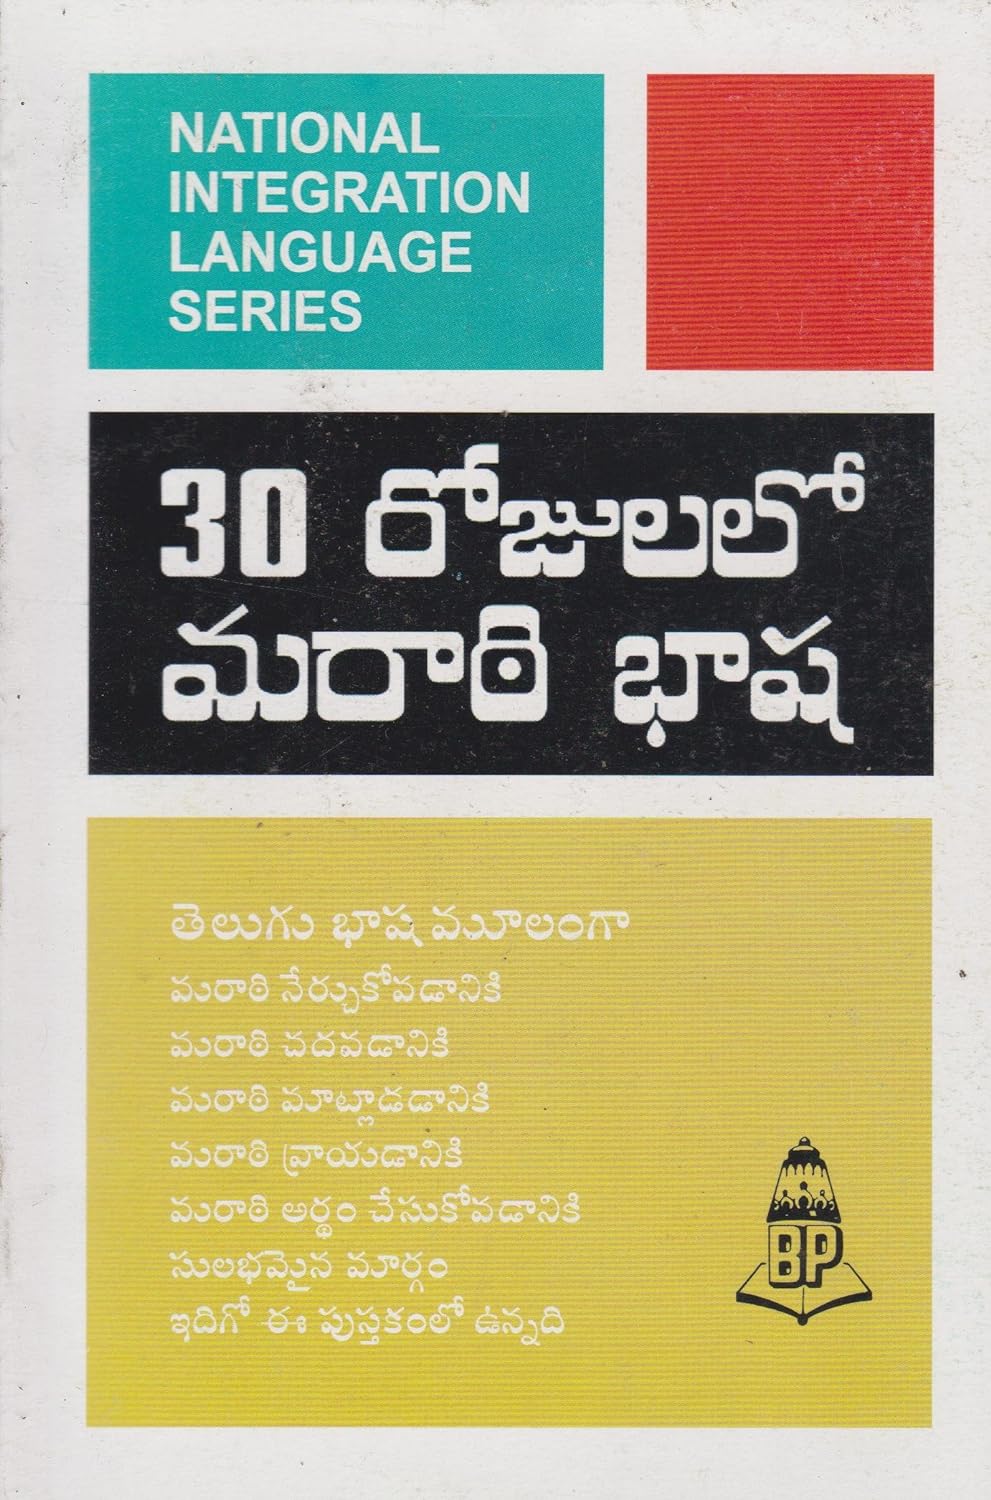 NATIONAL
INTEGRATION
LANGUAGE
SERIES
30 రోజులలో
మరాఠి భాష
తెలుగు భాష మూలంగా
మరాఠి నేర్చుకోవడానికి
మరాఠి చదవడానికి
మరాఠి మాట్లాడడానికి
మరాఠి వ్రాయడానికి
మరాఠి అర్థం చేసుకోవడానికి
సులభమైన మార్గం
ఇదిగో ఈ పుస్తకంలో ఉన్నది
BP